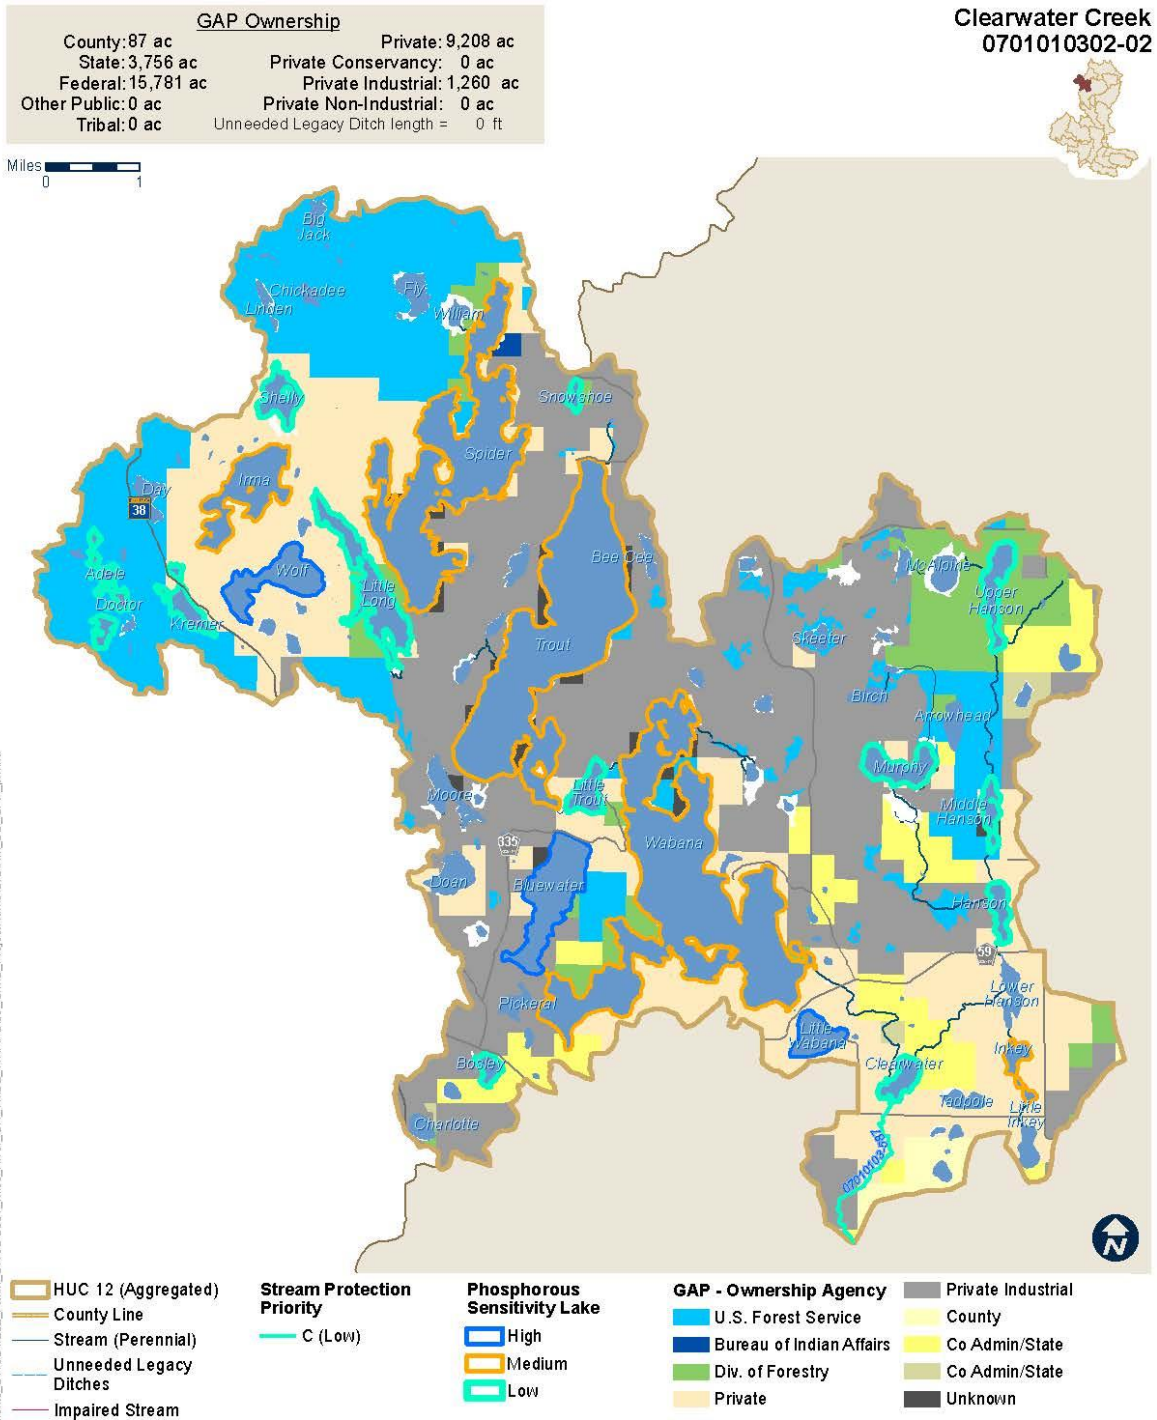 GAP Ownership
County: 87 ac
Private: 9,208 ac
State: 3,756 ac
Private Conservancy: 0 ac
Federal: 15,781 ac
Private Industrial: 1,260 ac
Other Public: 0 ac
Private Non-Industrial: 0 ac
Tribal: 0 ac
Unneeded Legacy Ditch length = 0 ft
Clearwater Creek
0701010302-02
Miles
0 1
Big
Jack
Chickadee
Linden
Fly
William
Shelly
Snowshoe
Spider
Irma
Day
38
Adele
Doctor
Kremer
Wolf
Little
Long
Bee Cee
Trout
McAlpine
Upper
Hanson
Skeeter
Birch
Arrowhead
Murphy
Middle
Hanson
Moore
Little
Trout
335
Wabana
Doan
Bluewater
Hanson
59
Pickeral
Lower
Hanson
Little
Wabana
Inkey
Bosley
Clearwater
Tadpole
Little
Inkey
Charlotte
07010103-587
N
HUC 12 (Aggregated)
County Line
Stream (Perennial)
Unneeded Legacy
Ditches
Impaired Stream
Stream Protection
Priority
C (Low)
Phosphorous
Sensitivity Lake
High
Medium
Low
GAP - Ownership Agency
U.S. Forest Service
Bureau of Indian Affairs
Div. of Forestry
Private
Private Industrial
County
Co Admin/State
Co Admin/State
Unknown